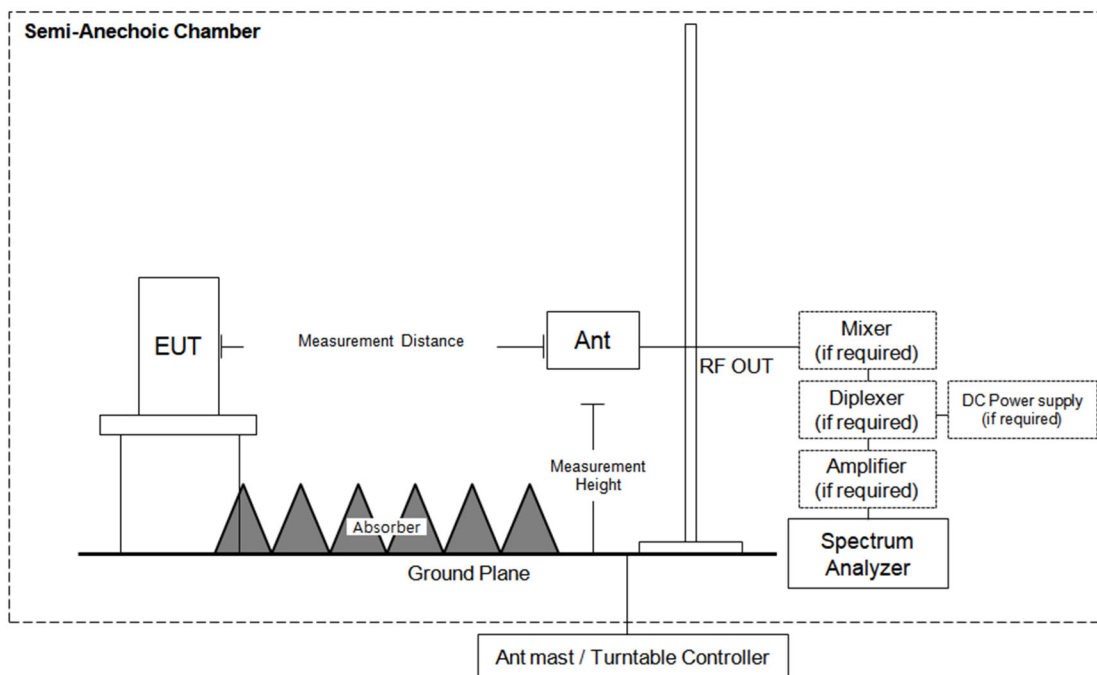 Semi-Anechoic Chamber
EUT
Measurement Distance
Ant
RF OUT
Mixer
(if required)
Diplexer
(if required)
DC Power supply
(if required)
Measurement
Height
Amplifier
(if required)
Absorber
Spectrum
Analyzer
Ground Plane
Ant mast / Turntable Controller